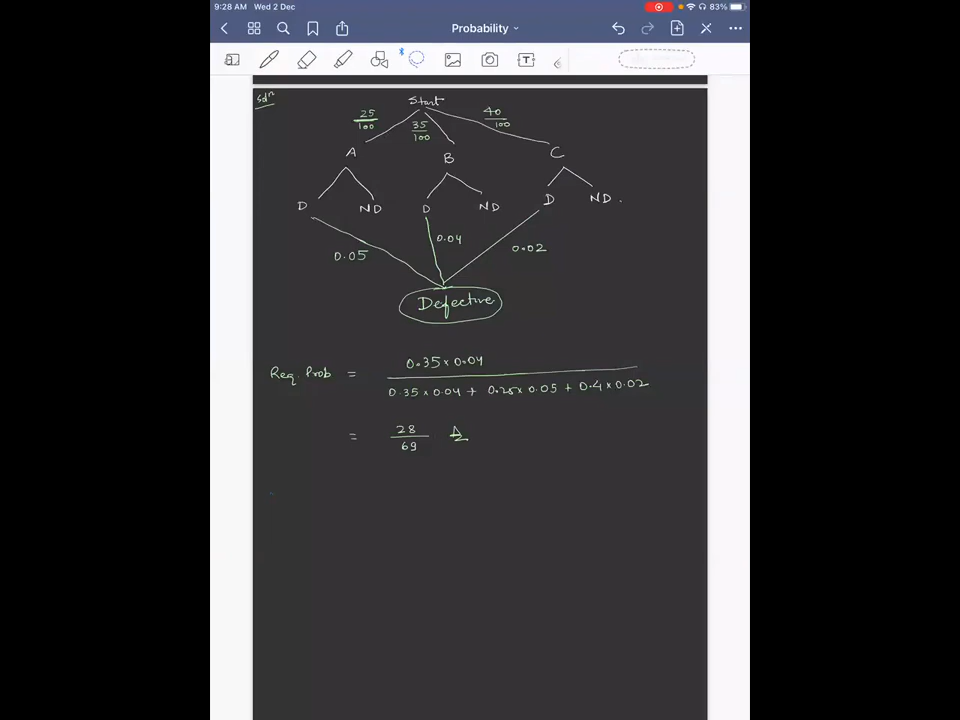 9:28 AM Wed 2 Dec 83%
Probability
Solⁿ
Start
25/100 35/100 40/100
A B C
D ND D ND D ND.
0.05 0.04 0.02
Defective
Req. Prob = 0.35 × 0.04 / 0.35 × 0.04 + 0.25 × 0.05 + 0.4 × 0.02
= 28/69